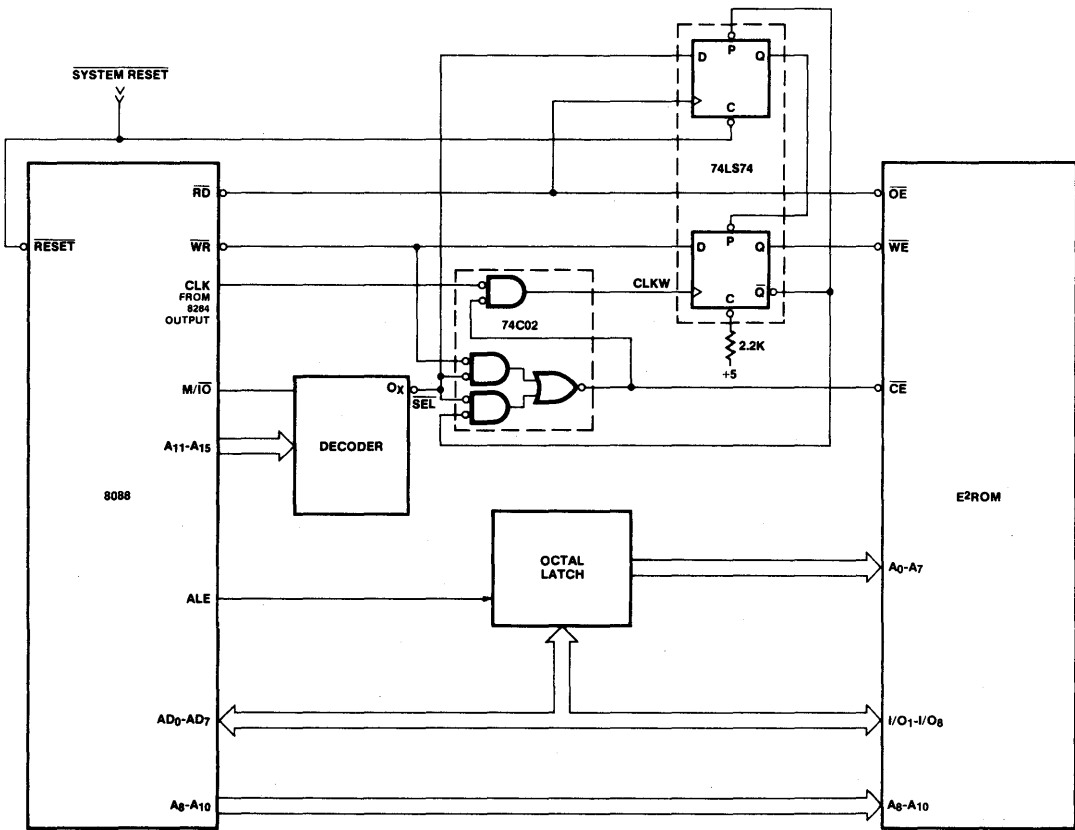 SYSTEM RESET
P
D
Q
C
74LS74
RD
OE
RESET
WR
P
D
Q
WE
CLK
FROM
8284
OUTPUT
CLKW
Q
C
74C02
2.2K
+5
M/IO
OX
SEL
CE
A11-A15
DECODER
8088
E2ROM
OCTAL
LATCH
A0-A7
ALE
AD0-AD7
I/O1-I/O8
A8-A10
A8-A10